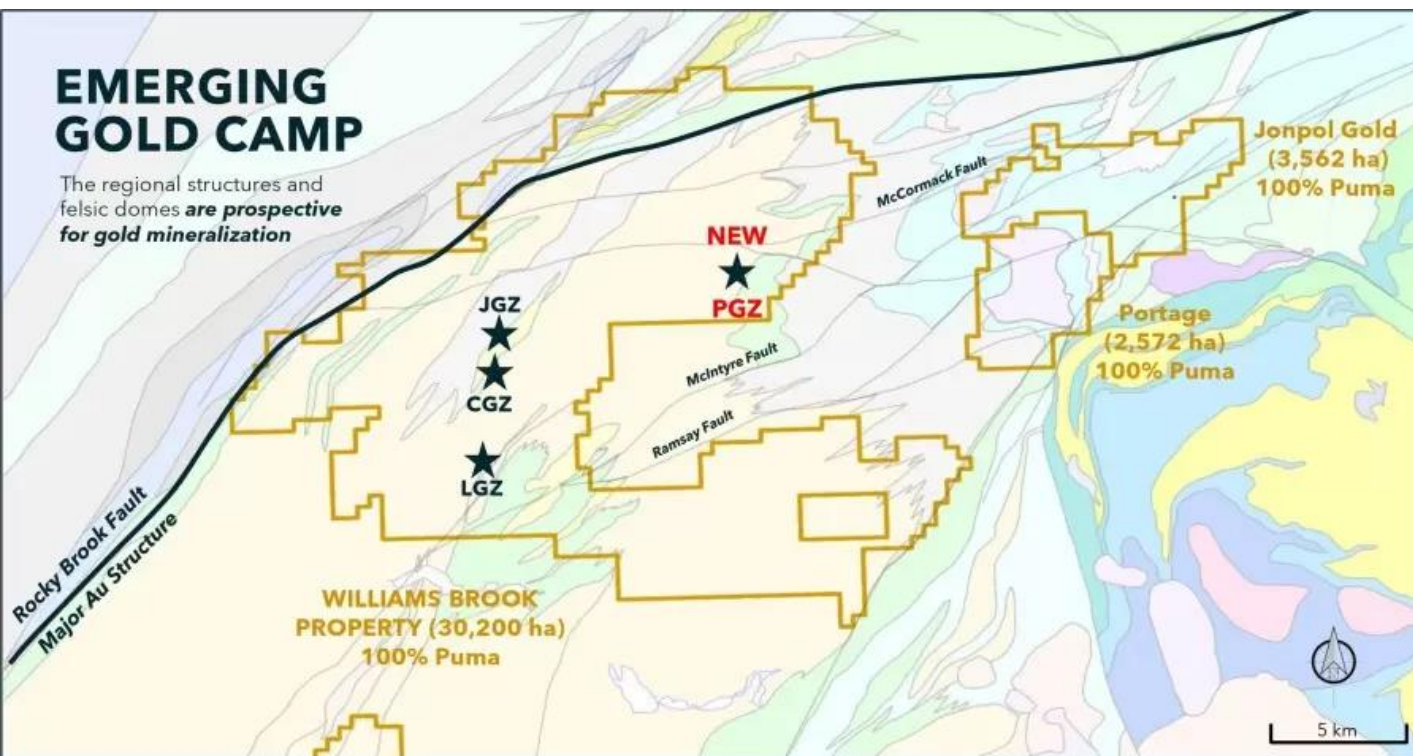 EMERGING
GOLD CAMP
The regional structures and
felsic domes are prospective
for gold mineralization
Jonpol Gold
(3,562 ha)
100% Puma
McCormack Fault
NEW
PGZ
JGZ
CGZ
LGZ
Portage
(2,572 ha)
100% Puma
McIntyre Fault
Ramsay Fault
Rocky Brook Fault
Major Au Structure
WILLIAMS BROOK
PROPERTY (30,200 ha)
100% Puma
5 km